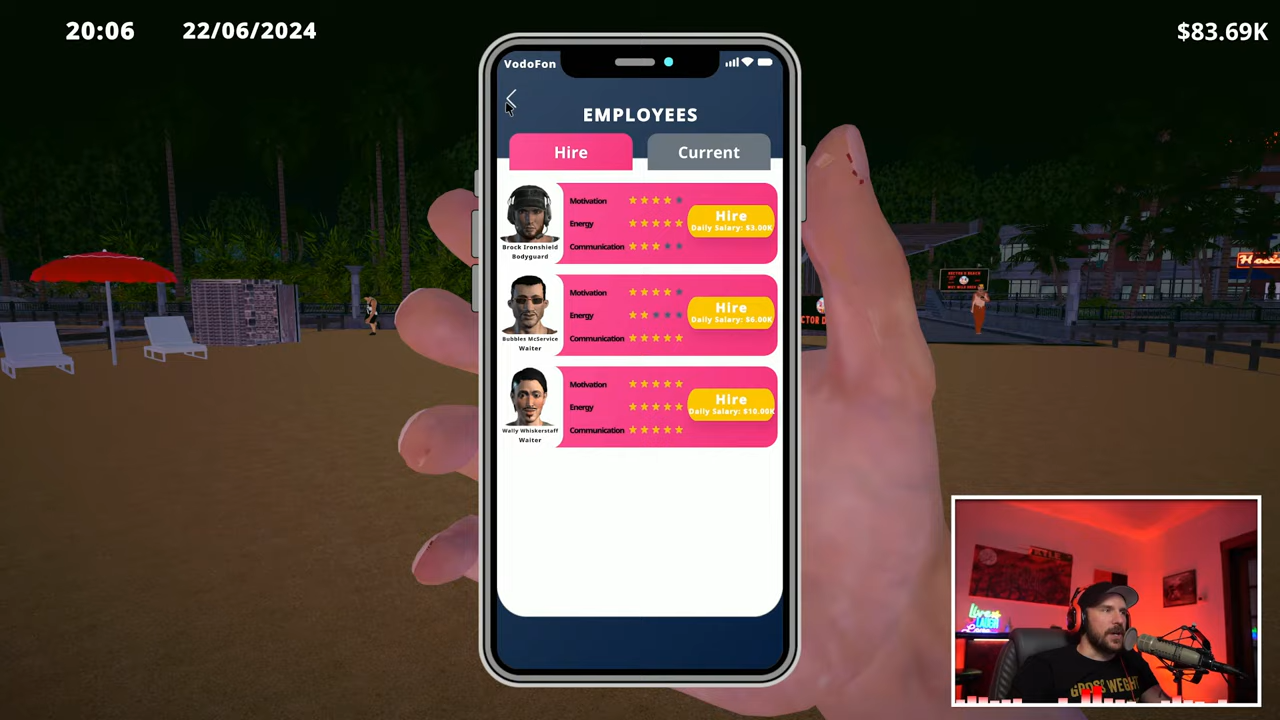 20:06
22/06/2024
$83.69K
VodoFon
EMPLOYEES
Hire
Current
Motivation
Energy
Communication
Brock Ironshield
Bodyguard
Hire
Daily Salary: $3.00K
Motivation
Energy
Communication
Bubbles McService
Waiter
Hire
Daily Salary: $6.00K
Motivation
Energy
Communication
Wally Whiskerstaff
Waiter
Hire
Daily Salary: $10.00K